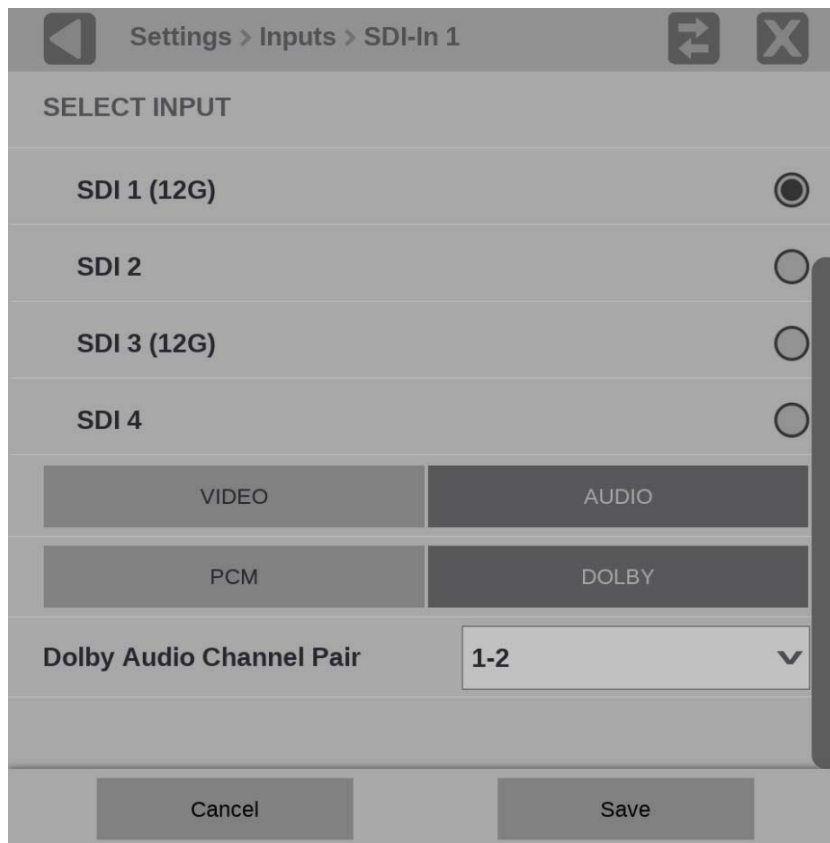 Settings > Inputs > SDI-In 1
X
SELECT INPUT
SDI 1 (12G)
SDI 2
SDI 3 (12G)
SDI 4
VIDEO AUDIO
PCM DOLBY
Dolby Audio Channel Pair 1-2
Cancel Save